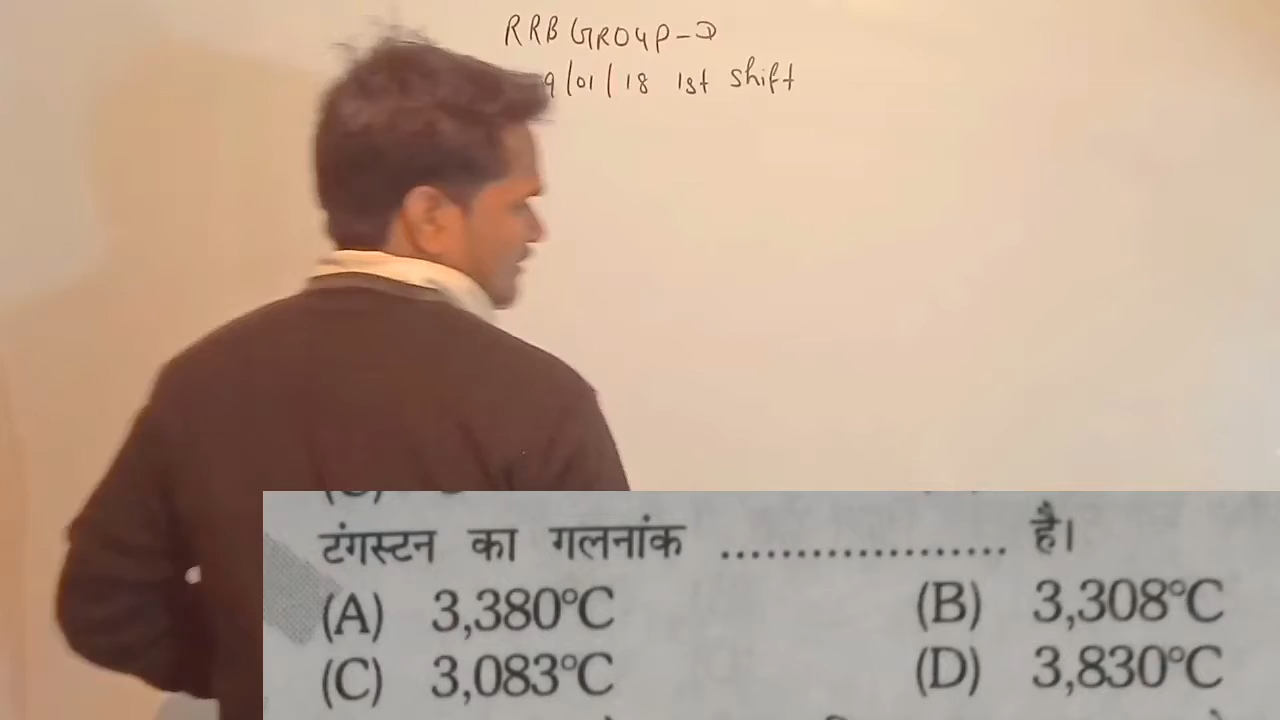 RRB GROUP-D
9/01/18 1st shift
टंगस्टन का गलनांक ................... है।
(A) 3,380°C (B) 3,308°C
(C) 3,083°C (D) 3,830°C